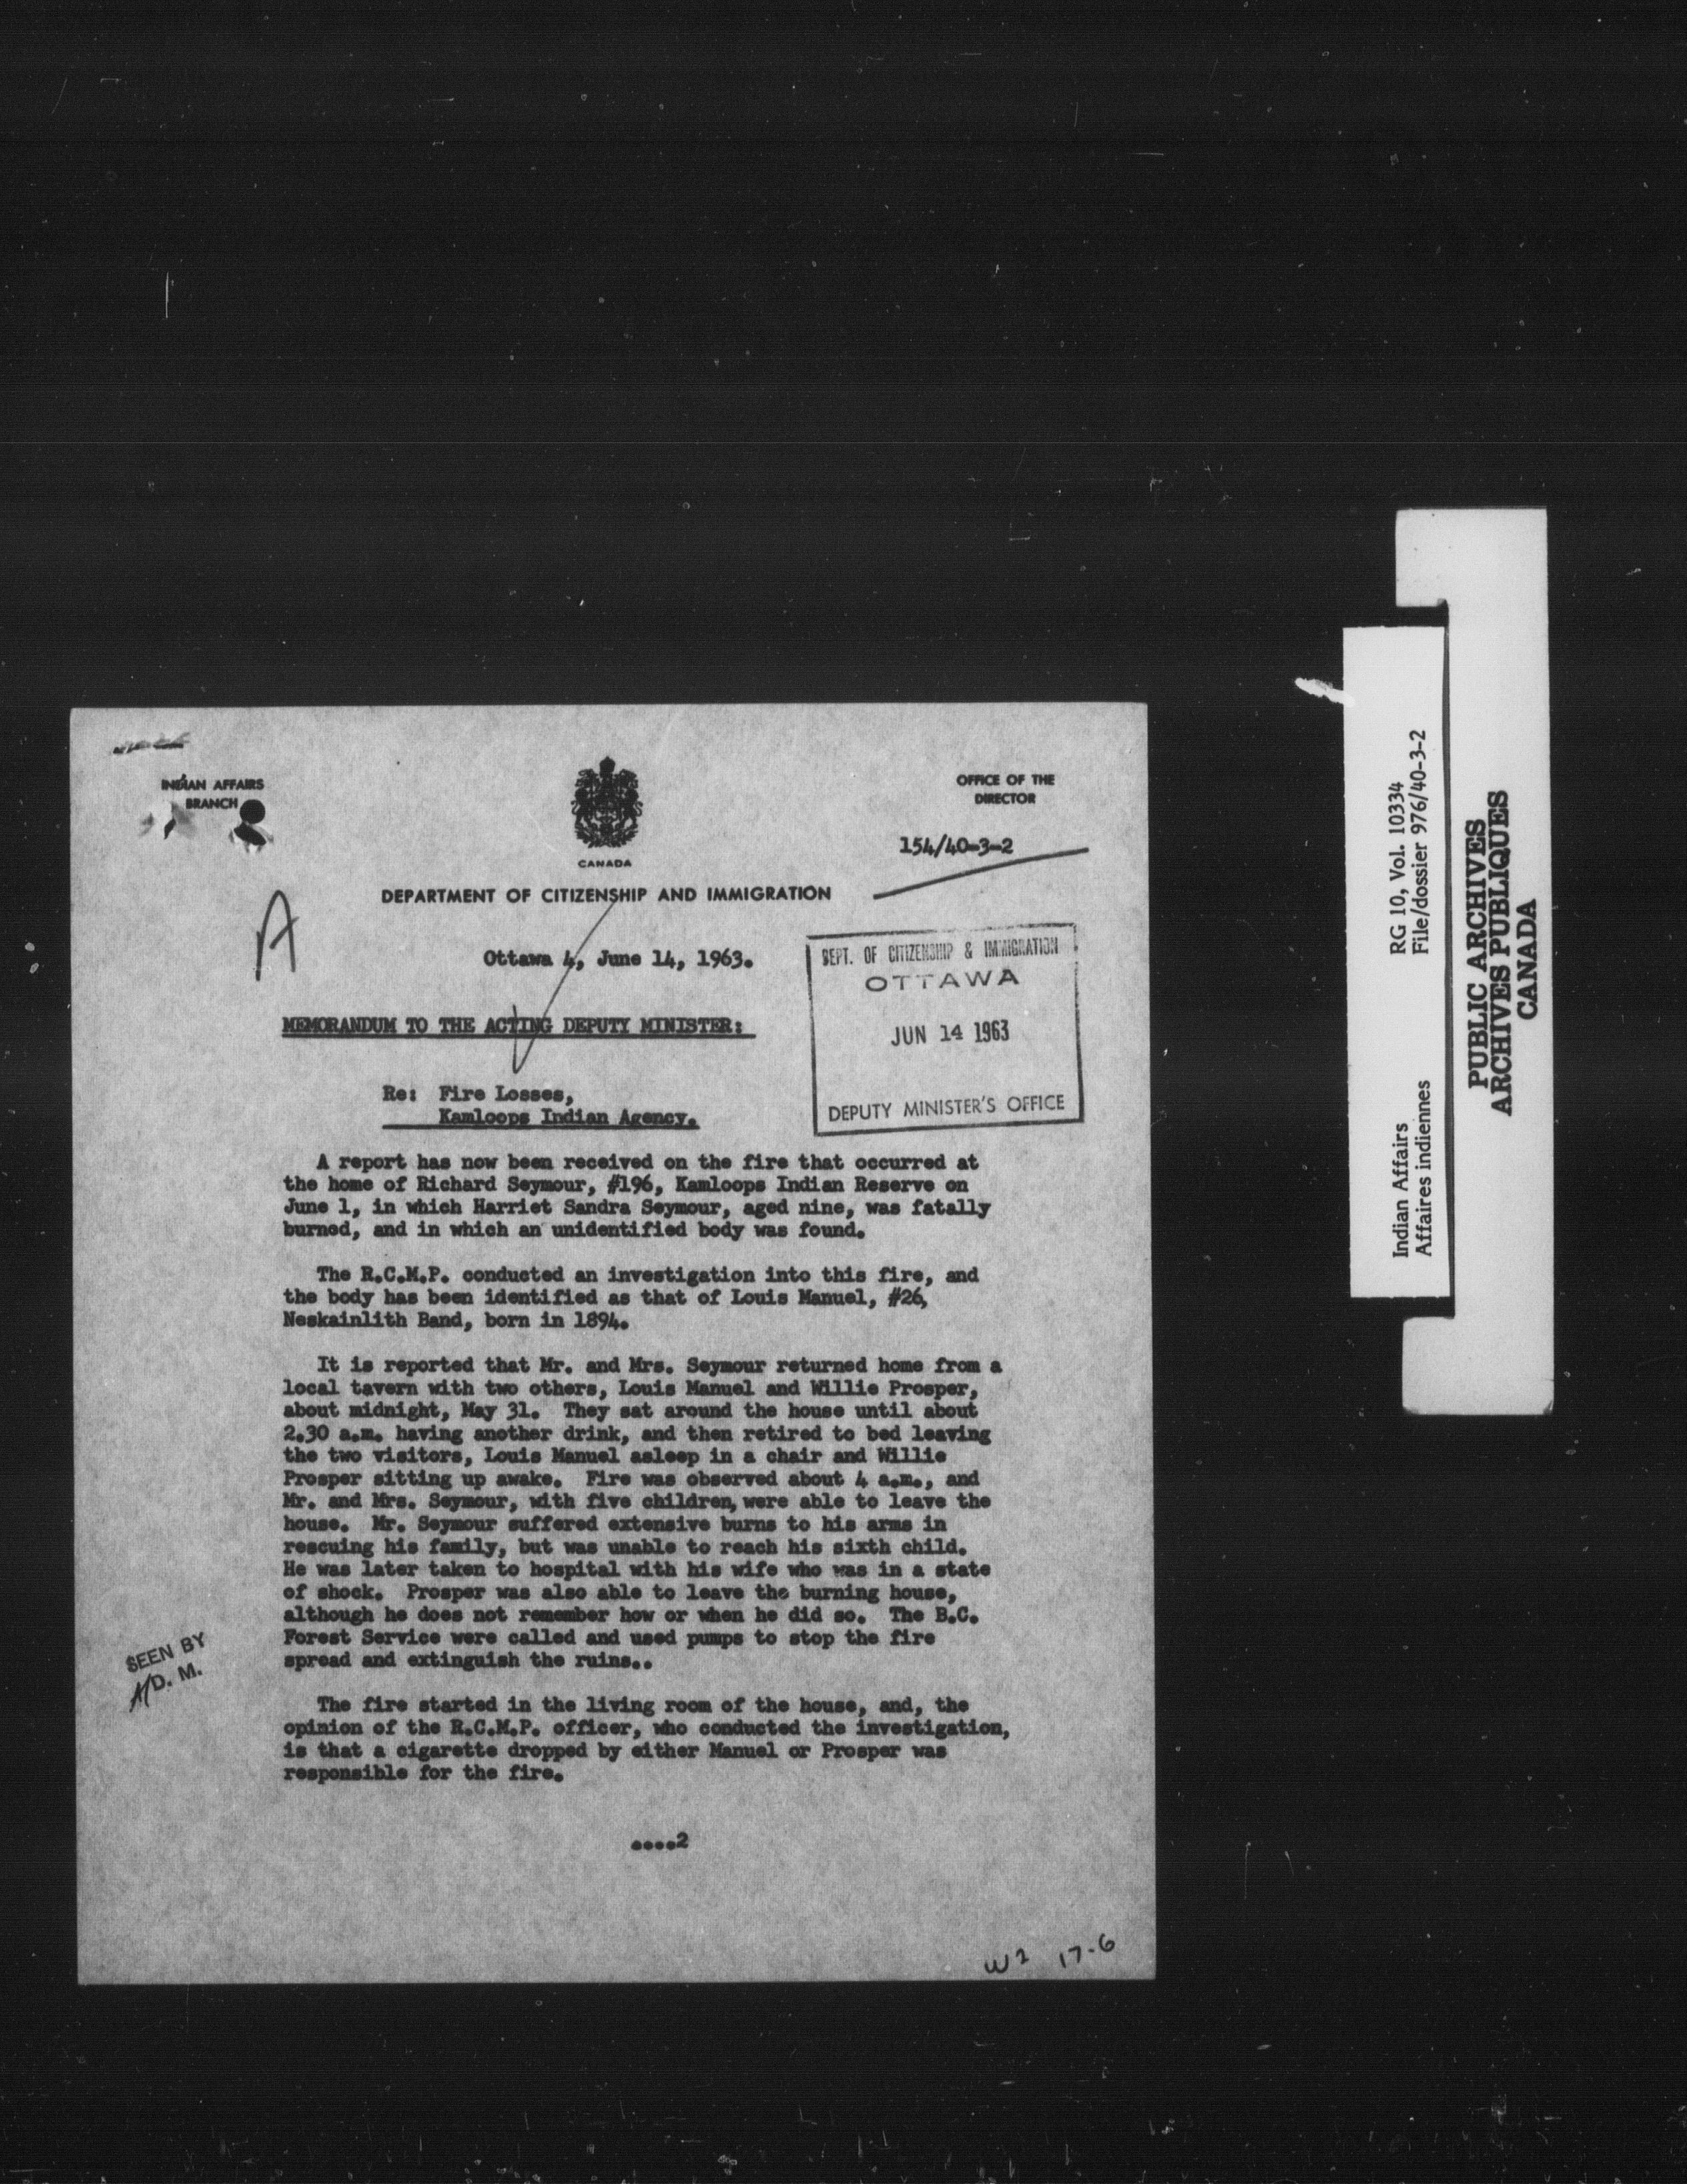 INDIAN AFFAIRS
BRANCH
CANADA
OFFICE OF THE
DIRECTOR
154/40-3-2
DEPARTMENT OF CITIZENSHIP AND IMMIGRATION
A
Ottawa 4, June 14, 1963.
DEPT. OF CITIZENSHIP & IMMIGRATION
OTTAWA
JUN 14 1963
DEPUTY MINISTER'S OFFICE
MEMORANDUM TO THE ACTING DEPUTY MINISTER:
Re: Fire Losses,
Kamloops Indian Agency.
A report has now been received on the fire that occurred at
the home of Richard Seymour, #196, Kamloops Indian Reserve on
June 1, in which Harriet Sandra Seymour, aged nine, was fatally
burned, and in which an unidentified body was found.
The R.C.M.P. conducted an investigation into this fire, and
the body has been identified as that of Louis Manuel, #26,
Neskainlith Band, born in 1894.
It is reported that Mr. and Mrs. Seymour returned home from a
local tavern with two others, Louis Manuel and Willie Prosper,
about midnight, May 31. They sat around the house until about
2.30 a.m. having another drink, and then retired to bed leaving
the two visitors, Louis Manuel asleep in a chair and Willie
Prosper sitting up awake. Fire was observed about 4 a.m., and
Mr. and Mrs. Seymour, with five children, were able to leave the
house. Mr. Seymour suffered extensive burns to his arms in
rescuing his family, but was unable to reach his sixth child.
He was later taken to hospital with his wife who was in a state
of shock. Prosper was also able to leave the burning house,
although he does not remember how or when he did so. The B.C.
Forest Service were called and used pumps to stop the fire
spread and extinguish the ruins..
SEEN BY
A/D. M.
The fire started in the living room of the house, and, the
opinion of the R.C.M.P. officer, who conducted the investigation,
is that a cigarette dropped by either Manuel or Prosper was
responsible for the fire.
....2
W2 17-6
Indian Affairs RG 10, Vol. 10334
Affaires indiennes File/dossier 976/40-3-2
PUBLIC ARCHIVES
ARCHIVES PUBLIQUES
CANADA